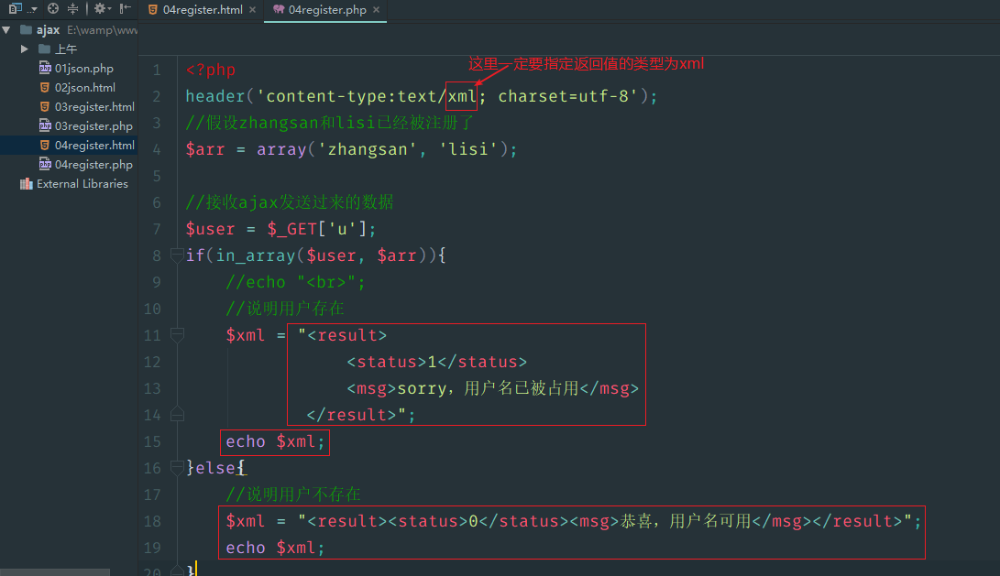 04register.html ×
04register.php ×
ajax E:\wamp\www
上午
01json.php
02json.html
03register.html
03register.php
04register.html
04register.php
External Libraries
这里一定要指定返回值的类型为xml
1 <?php
2 header('content-type:text/xml; charset=utf-8');
3 //假设zhangsan和lisi已经被注册了
4 $arr = array('zhangsan', 'lisi');
5
6 //接收ajax发送过来的数据
7 $user = $_GET['u'];
8 if(in_array($user, $arr)){
9 //echo "<br>";
10 //说明用户存在
11 $xml = "<result>
12 <status>1</status>
13 <msg>sorry，用户名已被占用</msg>
14 </result>";
15 echo $xml;
16 }else{
17 //说明用户不存在
18 $xml = "<result><status>0</status><msg>恭喜，用户名可用</msg></result>";
19 echo $xml;
20 }